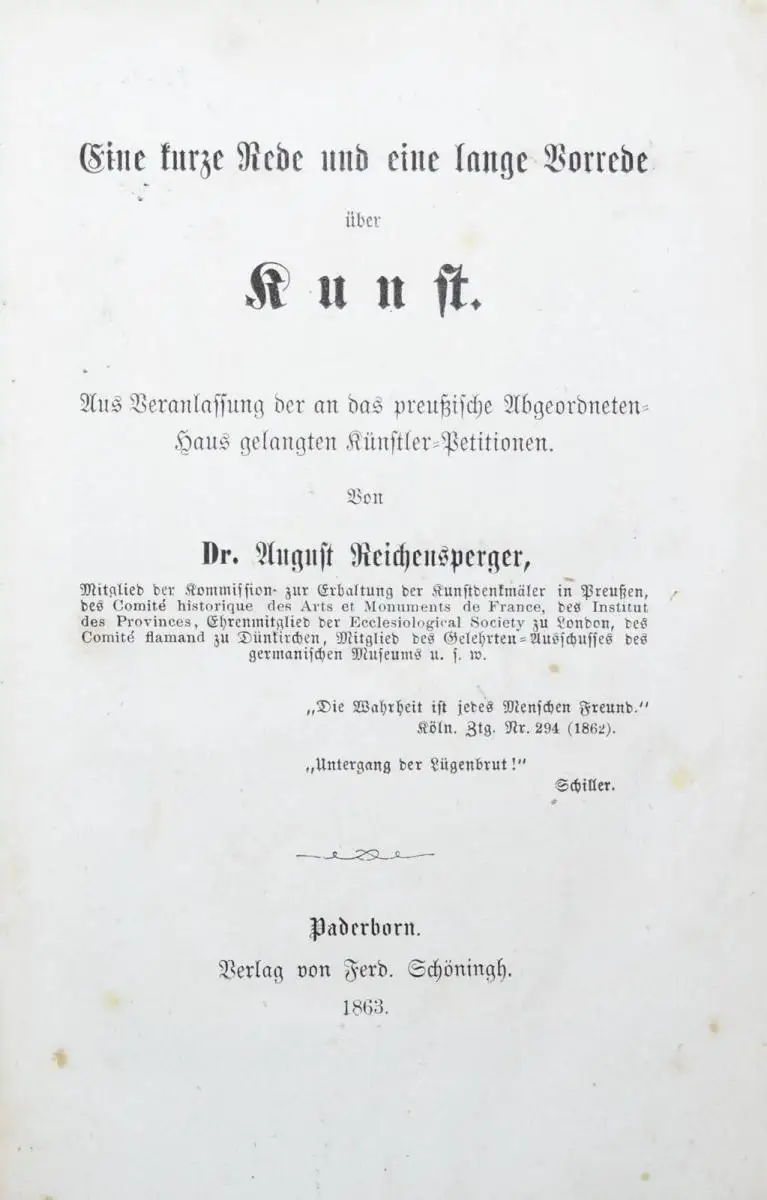 Eine kurze Rede und eine lange Vorrede
über
Kunst.
Aus Veranlassung der an das preußische Abgeordneten-
Haus gelangten Künstler-Petitionen.
Von
Dr. August Reichensperger,
Mitglied der Kommission zur Erhaltung der Kunstdenkmäler in Preußen,
des Comité historique des Arts et Monuments de France, des Institut
des Provinces, Ehrenmitglied der Ecclesiological Society zu London, des
Comité flamand zu Dünkirchen, Mitglied des Gelehrten-Ausschusses des
germanischen Museums u. s. w.
„Die Wahrheit ist jedes Menschen Freund."
Köln. Ztg. Nr. 294 (1862).
„Untergang der Lügenbrut!"
Schiller.
Paderborn.
Verlag von Ferd. Schöningh.
1863.